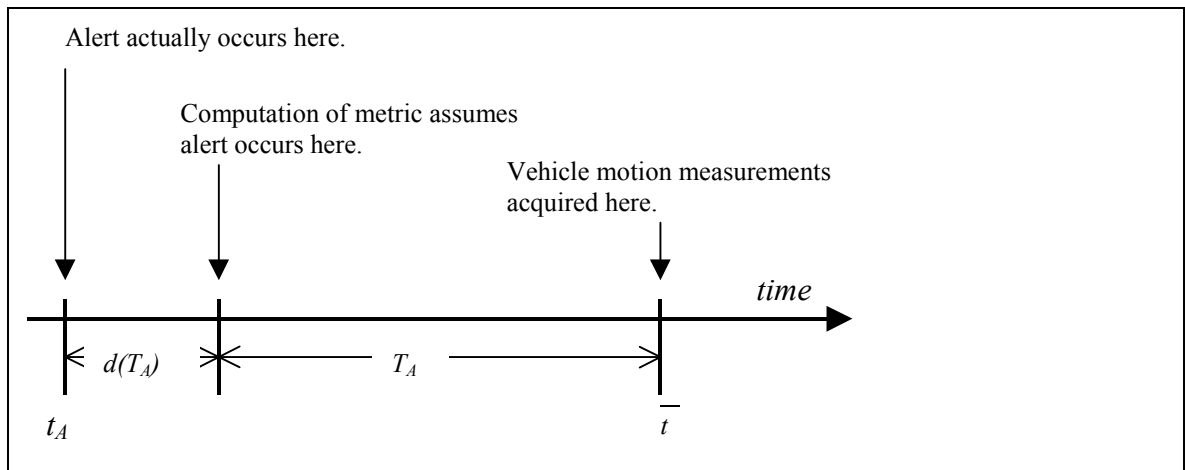 Alert actually occurs here.
Computation of metric assumes
alert occurs here.
Vehicle motion measurements
acquired here.
time
d(T_A)
T_A
t_A
t̅